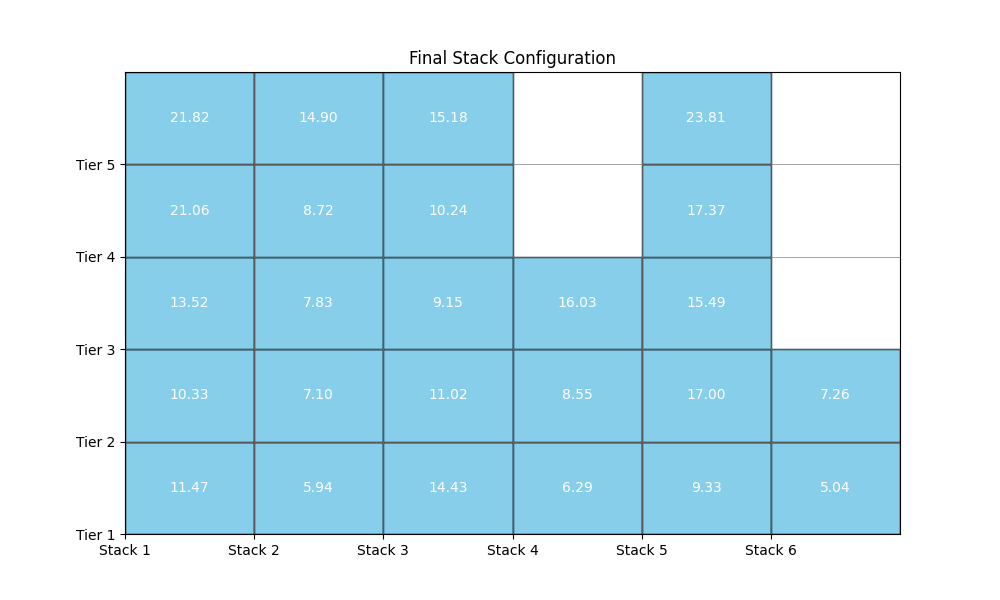 Final Stack Configuration
21.82 14.90 15.18 23.81
Tier 5
21.06 8.72 10.24 17.37
Tier 4
13.52 7.83 9.15 16.03 15.49
Tier 3
10.33 7.10 11.02 8.55 17.00 7.26
Tier 2
11.47 5.94 14.43 6.29 9.33 5.04
Tier 1
Stack 1 Stack 2 Stack 3 Stack 4 Stack 5 Stack 6